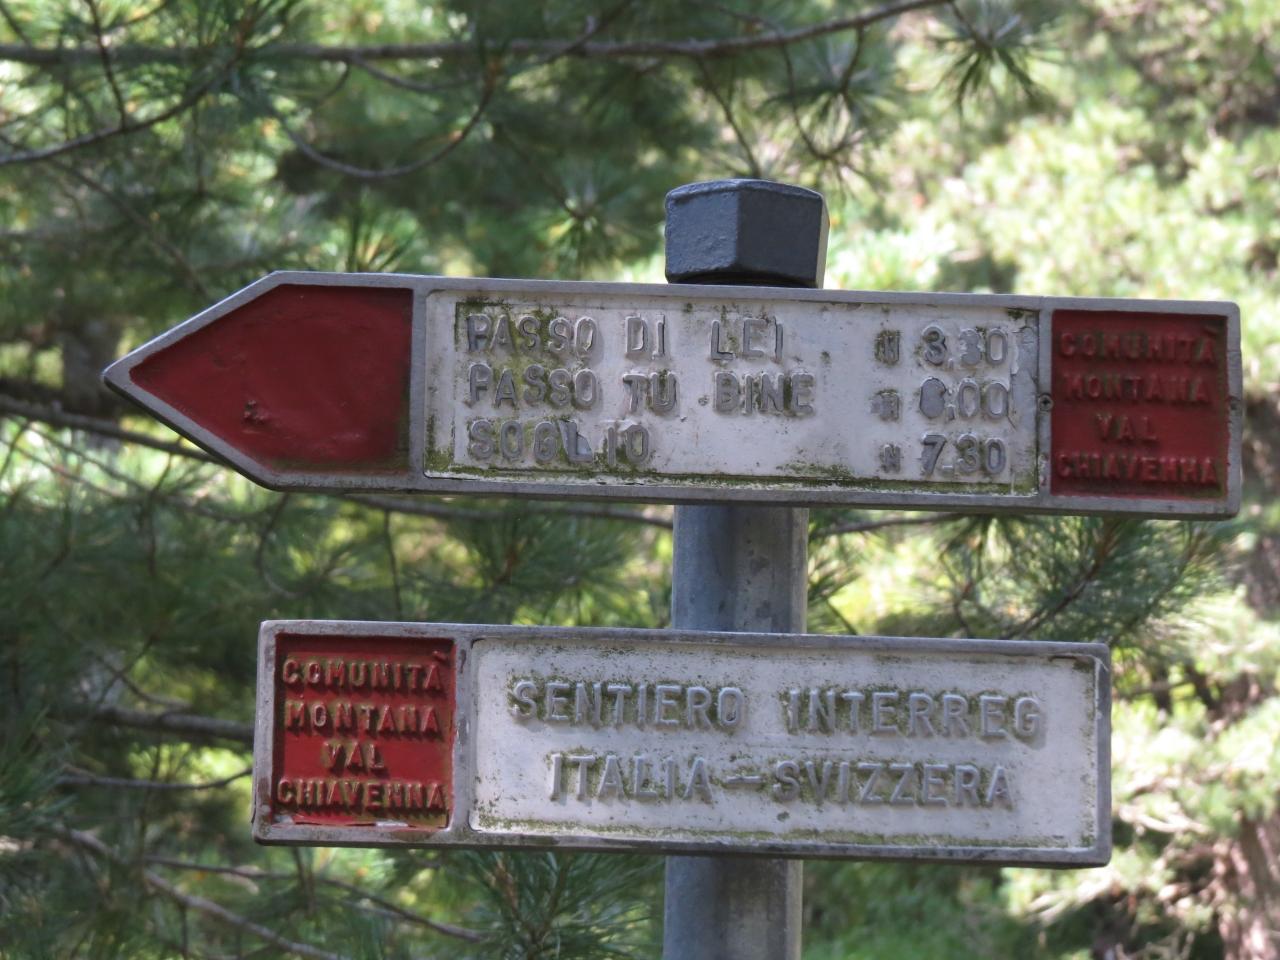 PASSO DI LEI H 3.30
PASSO TU BINE H 6.00
SOGLIO H 7.30
COMUNITÀ
MONTANA
VAL
CHIAVENNA
COMUNITÀ
MONTANA
VAL
CHIAVENNA
SENTIERO INTERREG
ITALIA-SVIZZERA